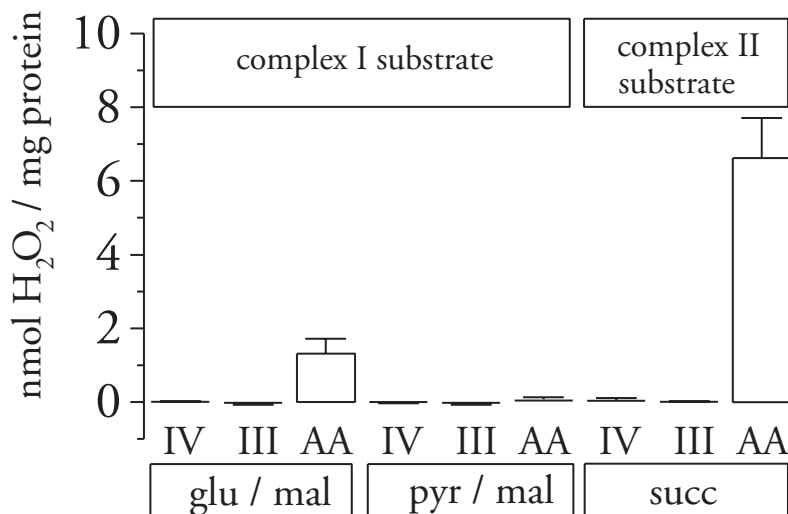 nmol H₂O₂ / mg protein
10
8
6
4
2
0
complex I substrate
complex II
substrate
IV III AA IV III AA IV III AA
glu / mal pyr / mal succ